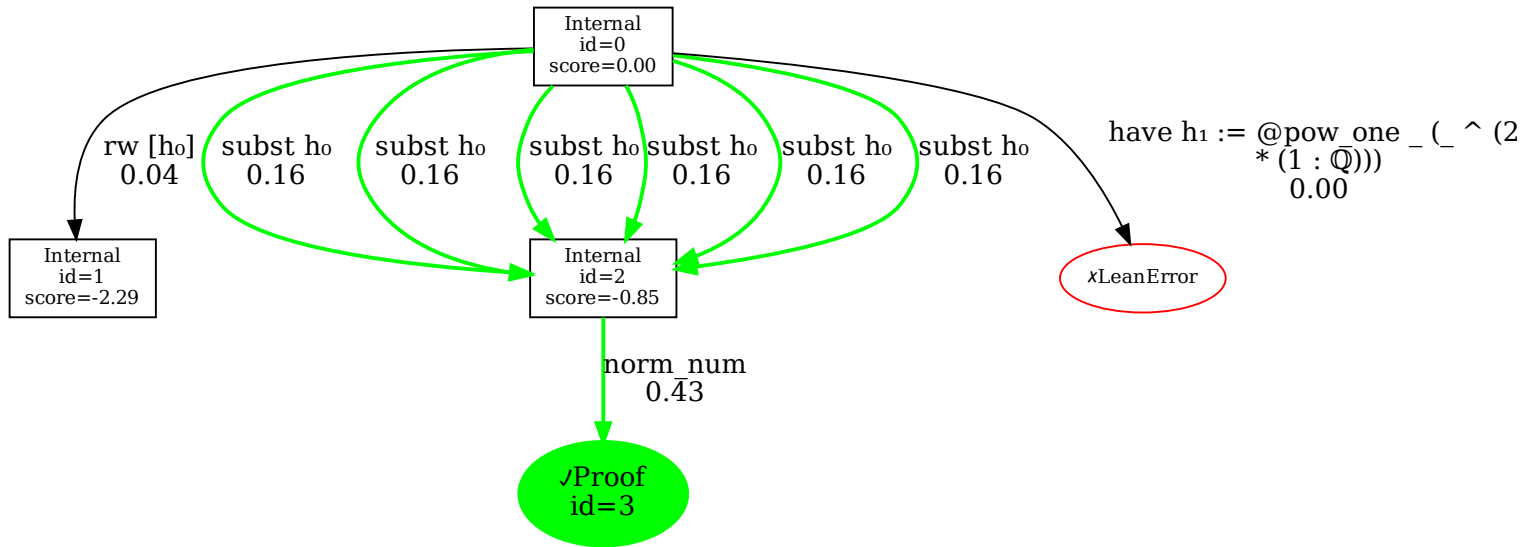 Internal
id=0
score=0.00
rw [h₀]
0.04
subst h₀
0.16
subst h₀
0.16
subst h₀
0.16
subst h₀
0.16
subst h₀
0.16
subst h₀
0.16
have h₁ := @pow_one _ (_ ^ (2
* (1 : ℚ)))
0.00
Internal
id=1
score=-2.29
Internal
id=2
score=-0.85
✗LeanError
norm_num
0.43
✓Proof
id=3